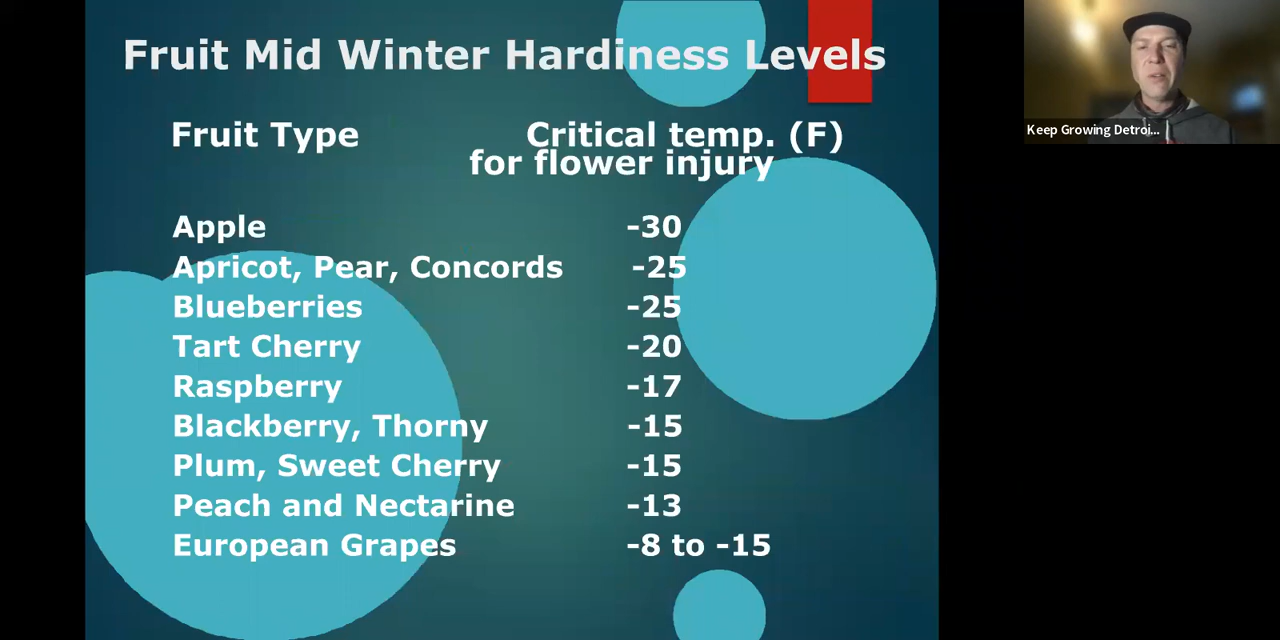 Fruit Mid Winter Hardiness Levels
Fruit Type Critical temp. (F)
for flower injury
Apple -30
Apricot, Pear, Concords -25
Blueberries -25
Tart Cherry -20
Raspberry -17
Blackberry, Thorny -15
Plum, Sweet Cherry -15
Peach and Nectarine -13
European Grapes -8 to -15
Keep Growing Detroi...